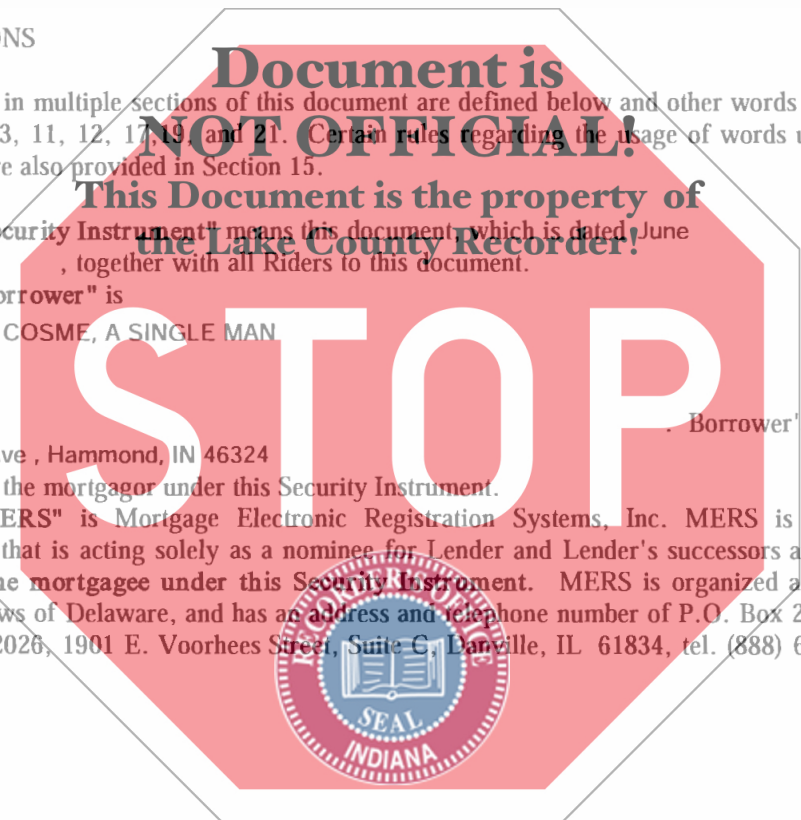 ONS
Document is
in multiple sections of this document are defined below and other words
3, 11, 12, 17, 19, and 21. Certain rules regarding the usage of words
NOT OFFICIAL!
e also provided in Section 15.
This Document is the property of
curity Instrument" means this document, which is dated June
the Lake County Recorder!
, together with all Riders to this document.
orrower" is
COSME, A SINGLE MAN
STOP
. Borrower'
ve , Hammond, IN 46324
the mortgagor under this Security Instrument.
ERS" is Mortgage Electronic Registration Systems, Inc. MERS is
that is acting solely as a nominee for Lender and Lender's successors a
he mortgagee under this Security Instrument. MERS is organized a
ws of Delaware, and has an address and telephone number of P.O. Box 2
2026, 1901 E. Voorhees Street, Suite C, Danville, IL 61834, tel. (888) 6
RECORDER'S OFFICE
SEAL
INDIANA